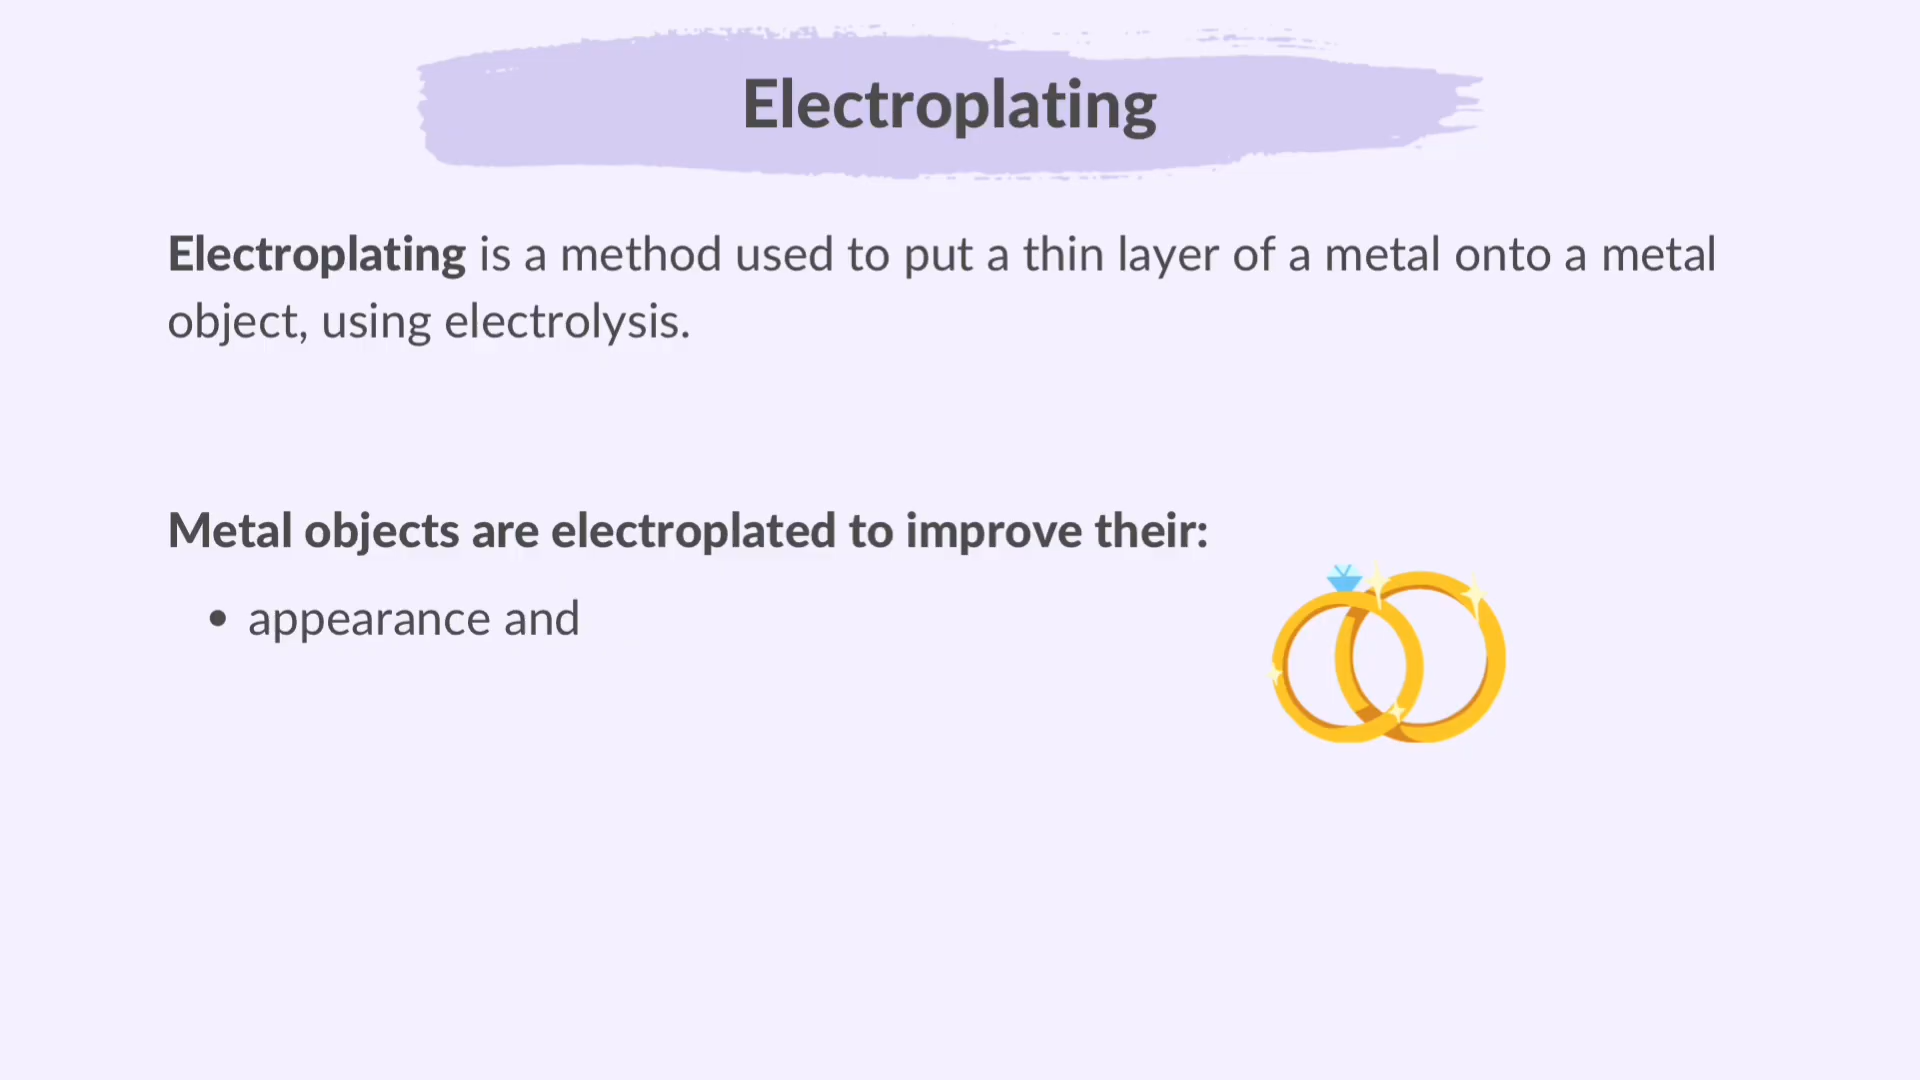 Electroplating
Electroplating is a method used to put a thin layer of a metal onto a metal
object, using electrolysis.
Metal objects are electroplated to improve their:
• appearance and